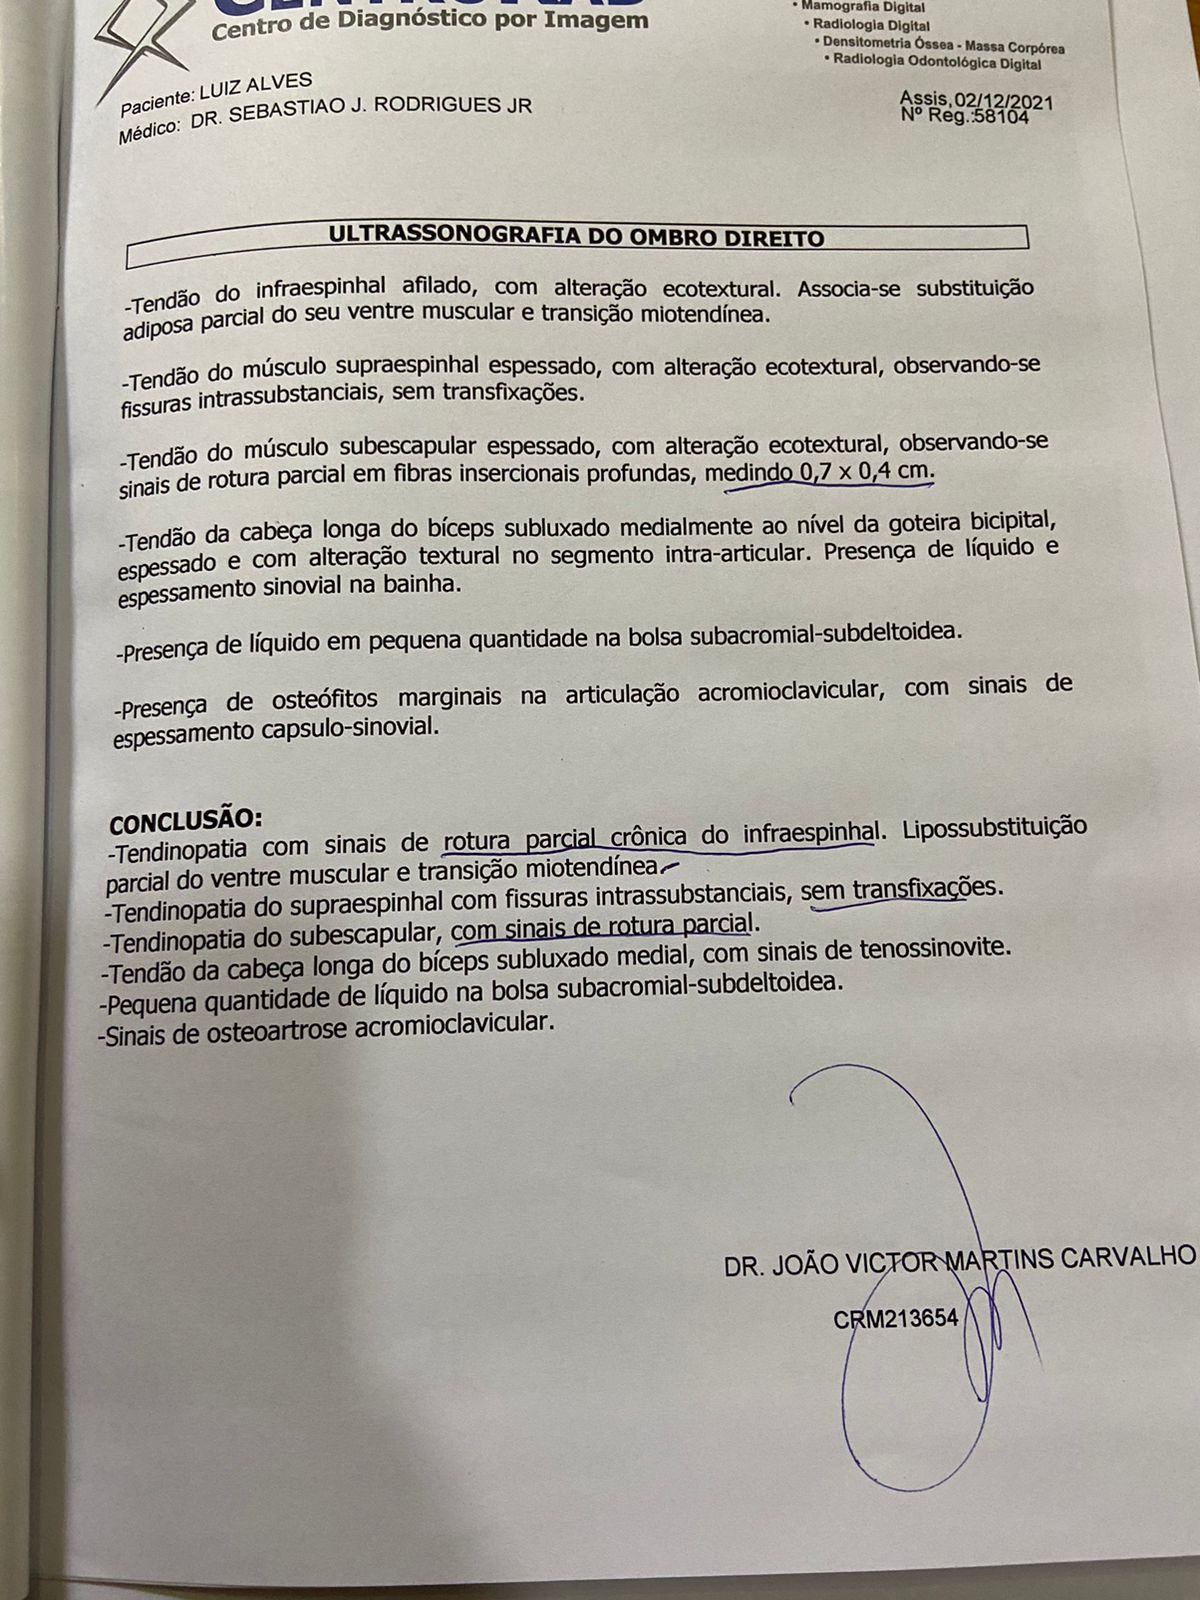 Centro de Diagnóstico por Imagem
• Mamografia Digital
• Radiologia Digital
• Densitometria Óssea - Massa Corpórea
• Radiologia Odontológica Digital
Paciente: LUIZ ALVES
Médico: DR. SEBASTIAO J. RODRIGUES JR
Assis,02/12/2021
Nº Reg.:58104
ULTRASSONOGRAFIA DO OMBRO DIREITO
-Tendão do infraespinhal afilado, com alteração ecotextural. Associa-se substituição
adiposa parcial do seu ventre muscular e transição miotendínea.
-Tendão do músculo supraespinhal espessado, com alteração ecotextural, observando-se
fissuras intrassubstanciais, sem transfixações.
-Tendão do músculo subescapular espessado, com alteração ecotextural, observando-se
sinais de rotura parcial em fibras insercionais profundas, medindo 0,7 x 0,4 cm.
-Tendão da cabeça longa do bíceps subluxado medialmente ao nível da goteira bicipital,
espessado e com alteração textural no segmento intra-articular. Presença de líquido e
espessamento sinovial na bainha.
-Presença de líquido em pequena quantidade na bolsa subacromial-subdeltoidea.
-Presença de osteófitos marginais na articulação acromioclavicular, com sinais de
espessamento capsulo-sinovial.
CONCLUSÃO:
-Tendinopatia com sinais de rotura parcial crônica do infraespinhal. Lipossubstituição
parcial do ventre muscular e transição miotendínea.
-Tendinopatia do supraespinhal com fissuras intrassubstanciais, sem transfixações.
-Tendinopatia do subescapular, com sinais de rotura parcial.
-Tendão da cabeça longa do bíceps subluxado medial, com sinais de tenossinovite.
-Pequena quantidade de líquido na bolsa subacromial-subdeltoidea.
-Sinais de osteoartrose acromioclavicular.
DR. JOÃO VICTOR MARTINS CARVALHO
CRM213654